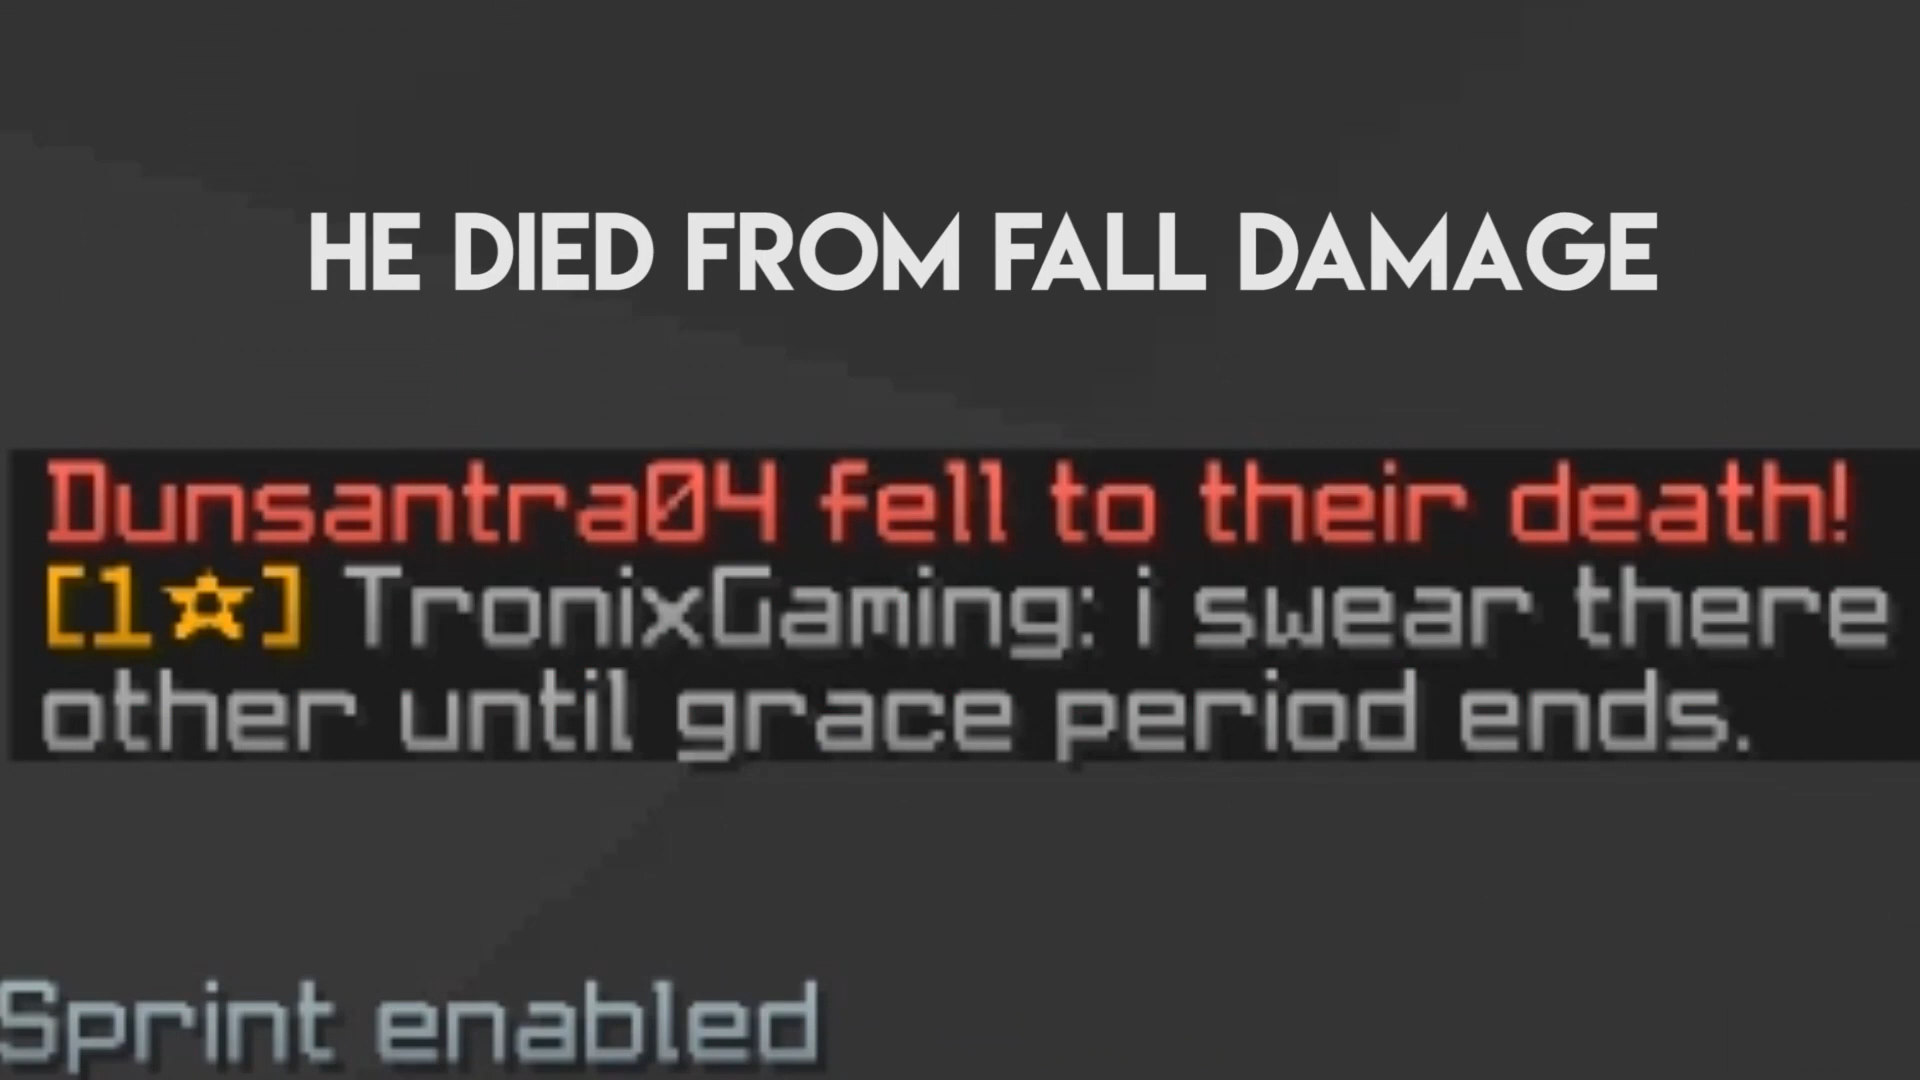 HE DIED FROM FALL DAMAGE
Dunsantra04 fell to their death!
[1★] TronixGaming: i swear there
other until grace period ends.
Sprint enabled